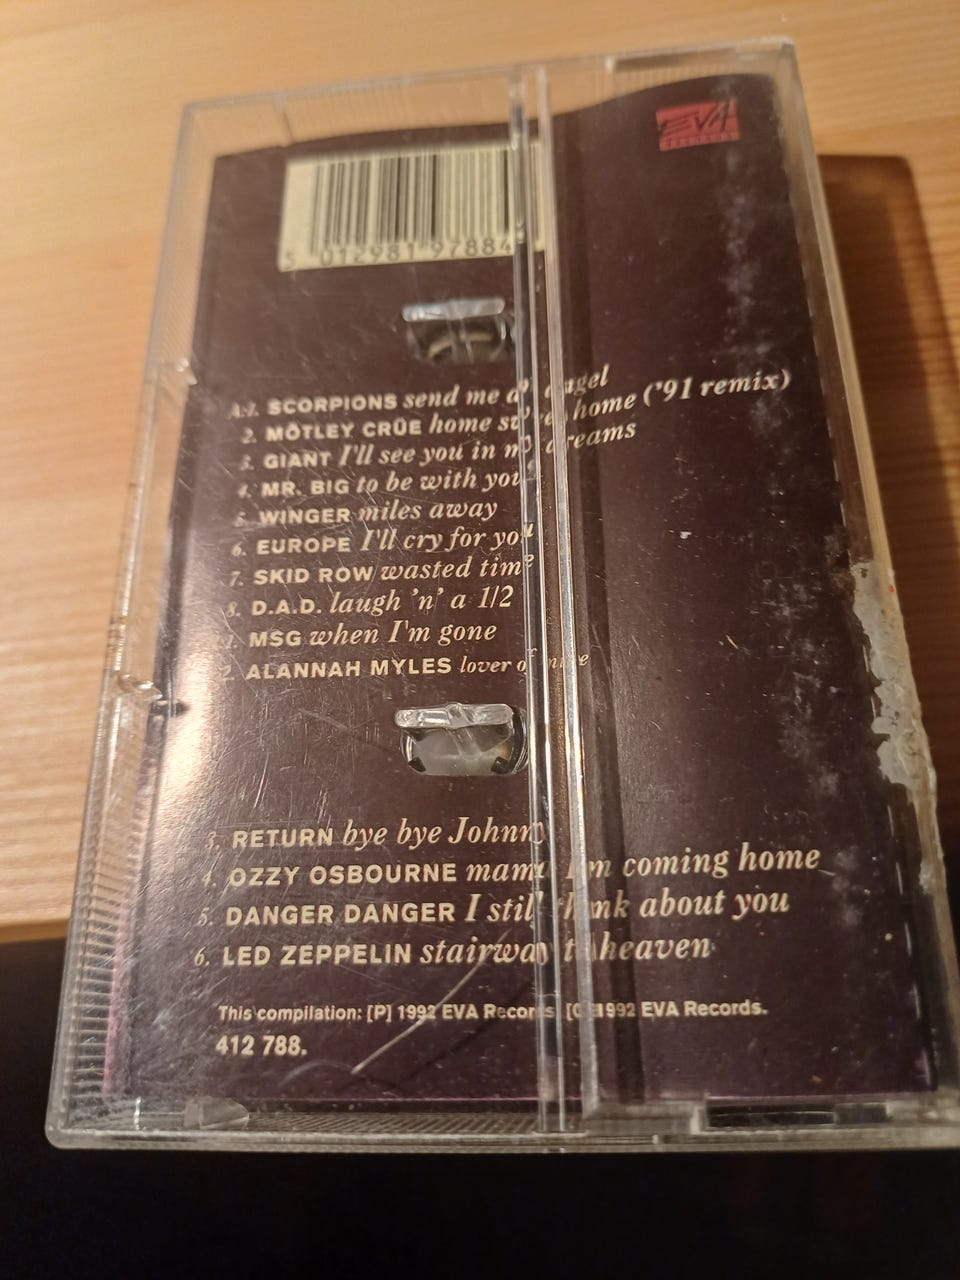 EVA
5 012981 97884
A:1. SCORPIONS send me an angel
2. MÖTLEY CRÜE home sweet home ('91 remix)
3. GIANT I'll see you in my dreams
4. MR. BIG to be with you
5. WINGER miles away
6. EUROPE I'll cry for you
7. SKID ROW wasted time
8. D.A.D. laugh 'n' a 1/2
1. MSG when I'm gone
2. ALANNAH MYLES lover of mine
3. RETURN bye bye Johnny
4. OZZY OSBOURNE mama I'm coming home
5. DANGER DANGER I still think about you
6. LED ZEPPELIN stairway to heaven
This compilation: [P] 1992 EVA Records. [C] 1992 EVA Records.
412 788.